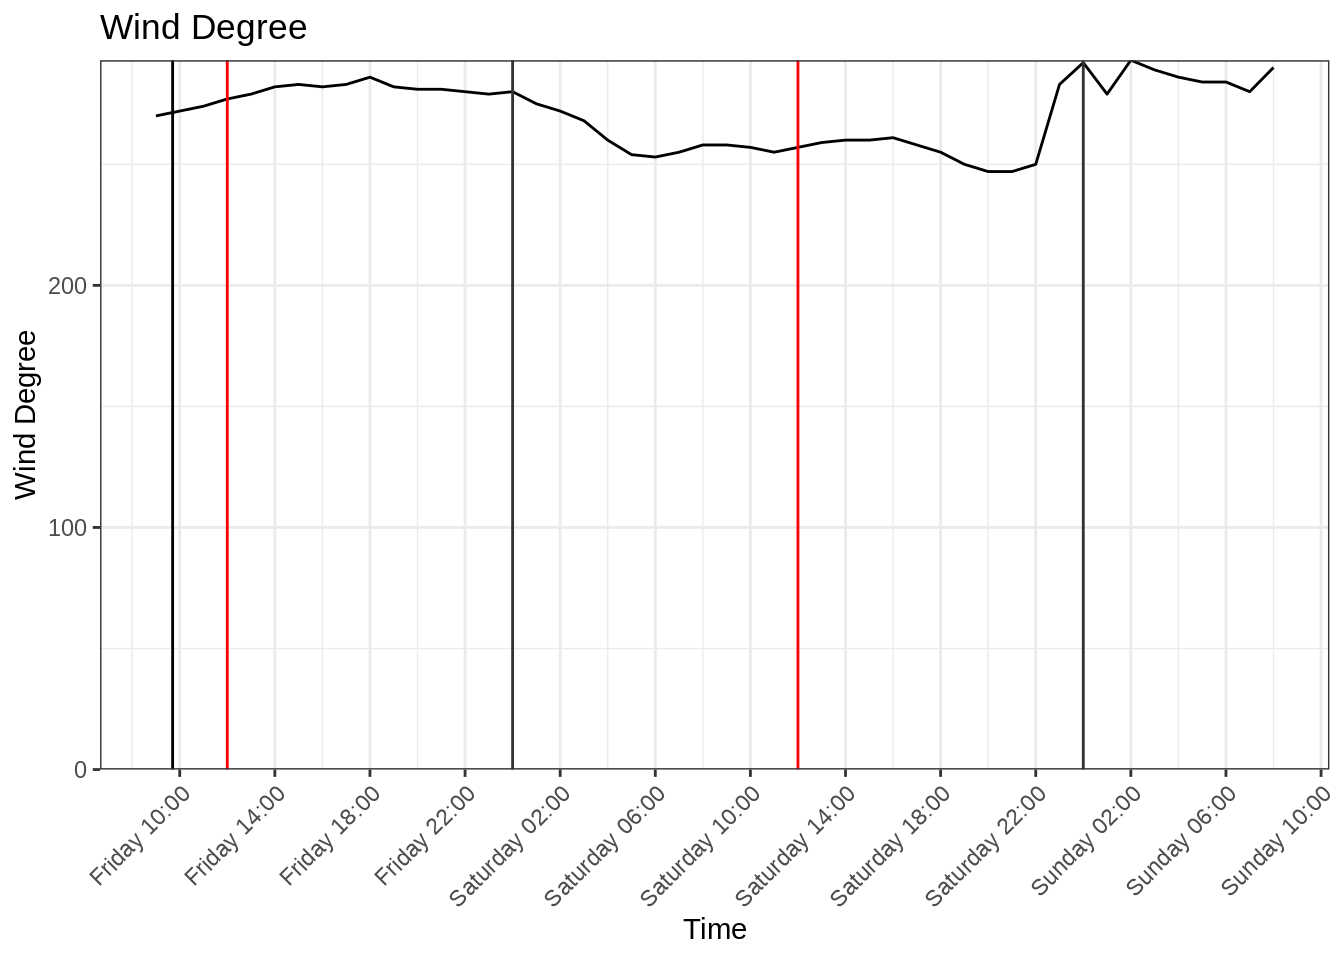 Wind Degree
Wind Degree
200
100
0
Friday 10:00
Friday 14:00
Friday 18:00
Friday 22:00
Saturday 02:00
Saturday 06:00
Saturday 10:00
Saturday 14:00
Saturday 18:00
Saturday 22:00
Sunday 02:00
Sunday 06:00
Sunday 10:00
Time